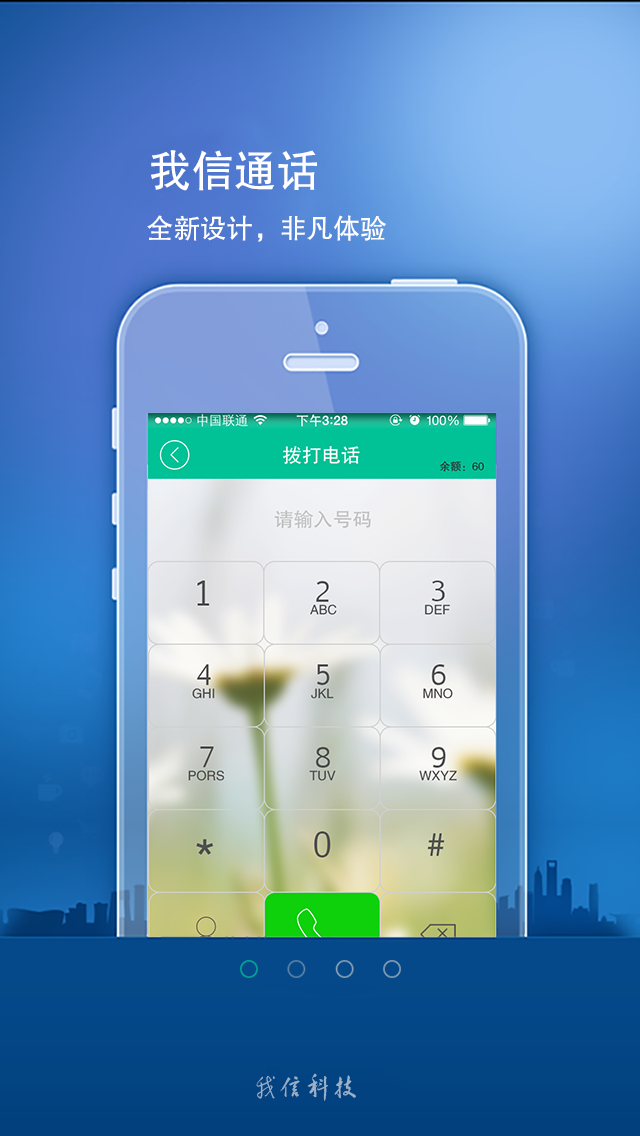 我信通话
全新设计，非凡体验
中国联通 下午3:28 100%
拨打电话
余额：60
请输入号码
1 2 3
ABC DEF
4 5 6
GHI JKL MNO
7 8 9
PORS TUV WXYZ
* 0 #
我信科技